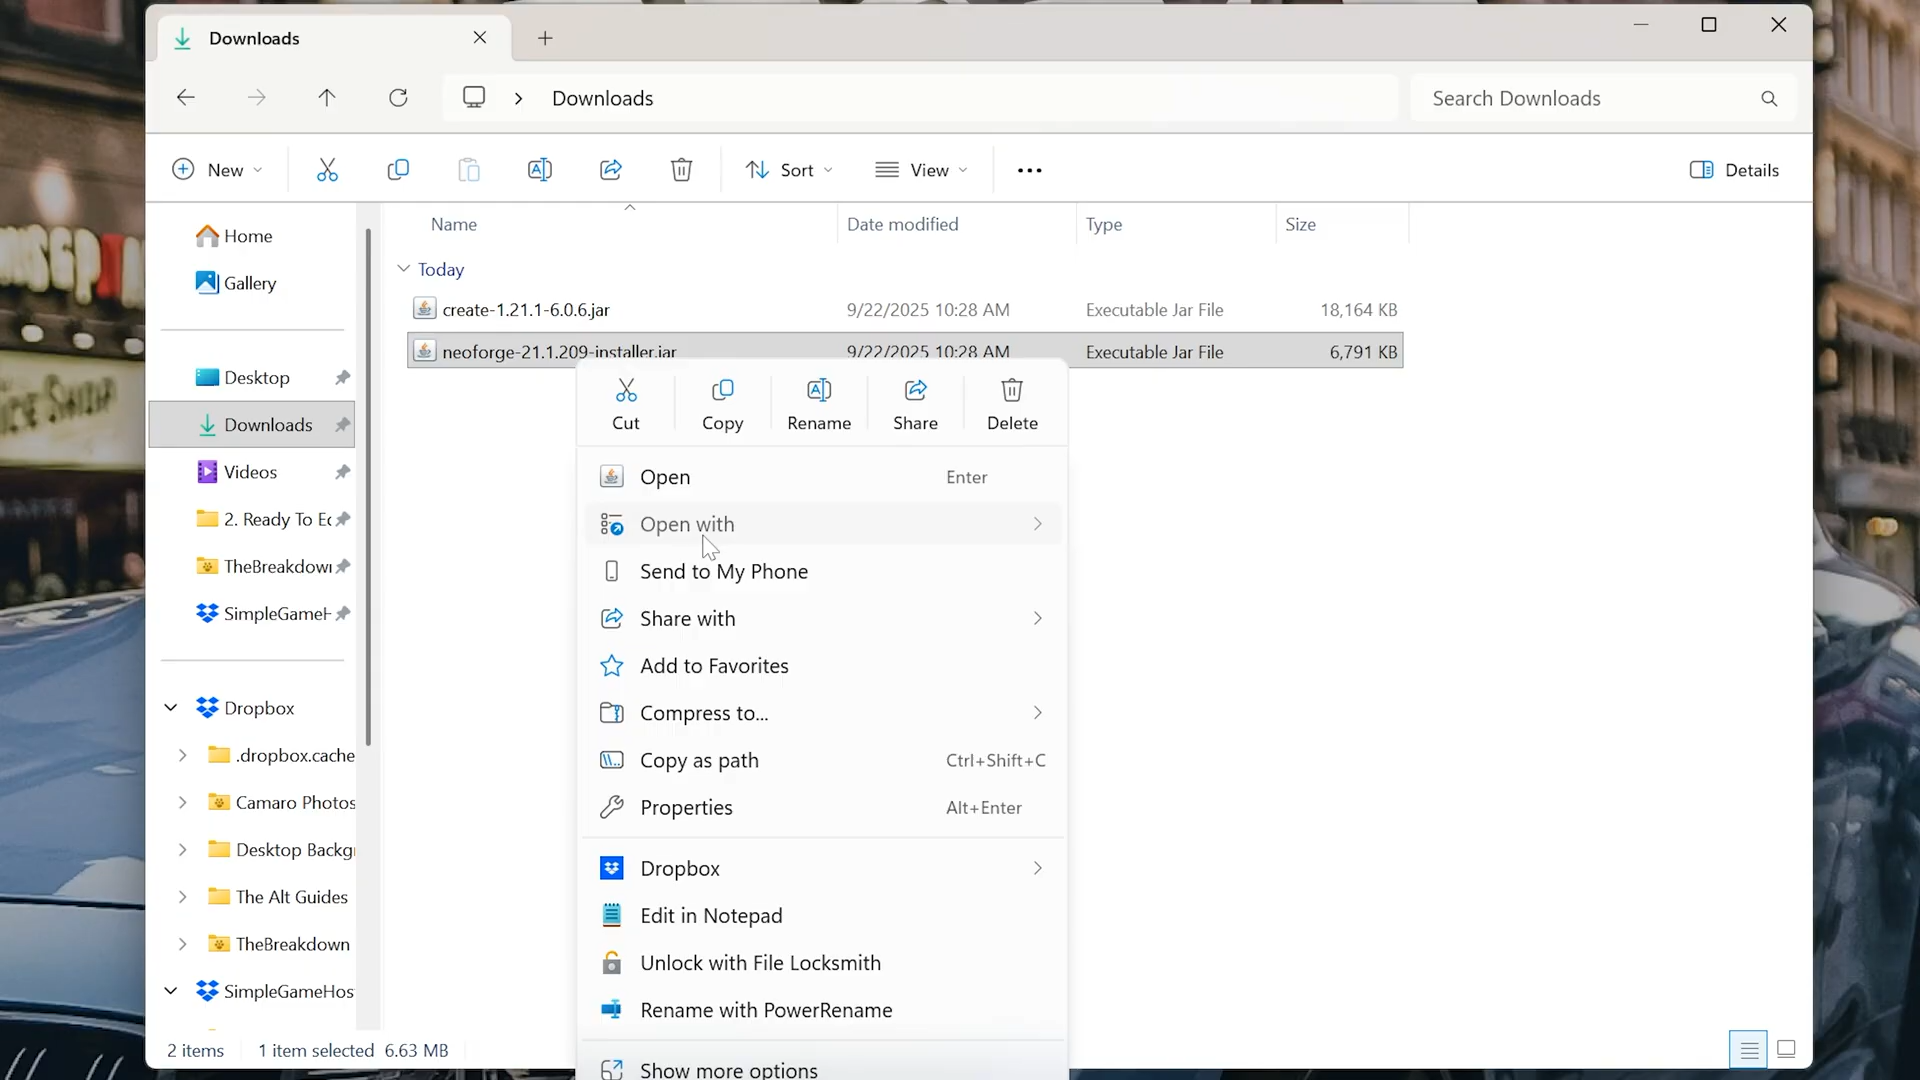 Downloads
Downloads
Search Downloads
New
Sort
View
Details
Name
Date modified
Type
Size
Home
Gallery
Today
create-1.21.1-6.0.6.jar
9/22/2025 10:28 AM
Executable Jar File
18,164 KB
neoforge-21.1.209-installer.jar
9/22/2025 10:28 AM
Executable Jar File
6,791 KB
Desktop
Downloads
Videos
2. Ready To Ec
TheBreakdow
SimpleGameH
Dropbox
.dropbox.cache
Camaro Photos
Desktop Backg
The Alt Guides
TheBreakdown
SimpleGameHos
Cut
Copy
Rename
Share
Delete
Open
Enter
Open with
Send to My Phone
Share with
Add to Favorites
Compress to...
Copy as path
Ctrl+Shift+C
Properties
Alt+Enter
Dropbox
Edit in Notepad
Unlock with File Locksmith
Rename with PowerRename
Show more options
2 items
1 item selected 6.63 MB